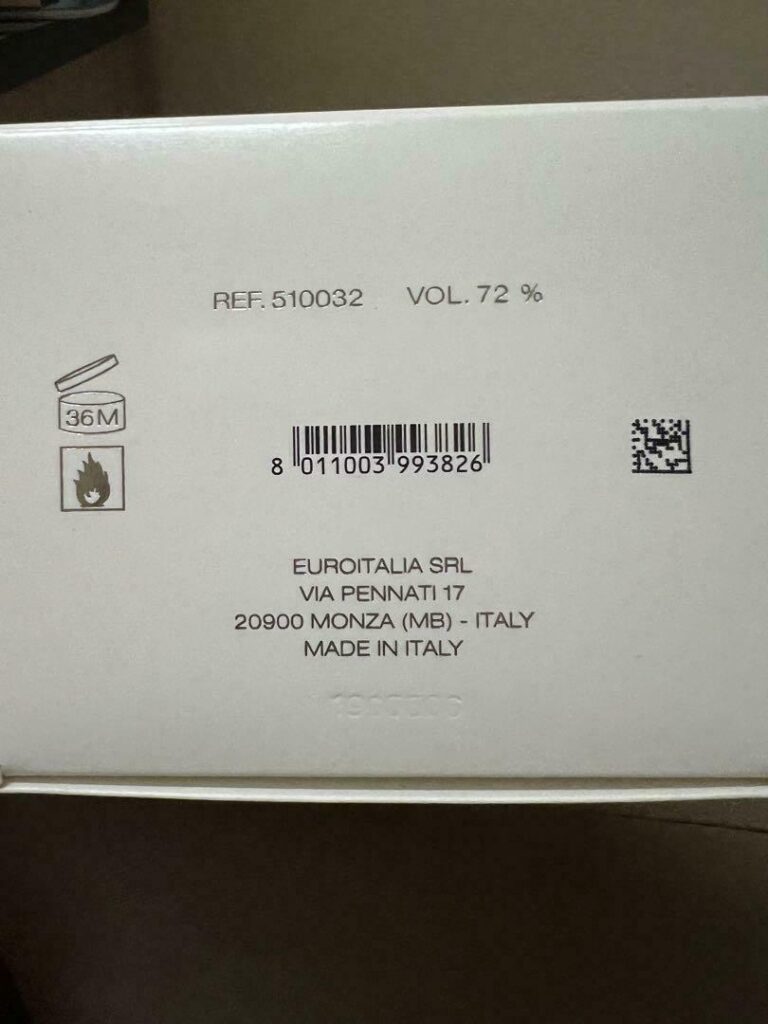 REF. 510032 VOL. 72 %
36M
8 011003 993826
EUROITALIA SRL
VIA PENNATI 17
20900 MONZA (MB) - ITALY
MADE IN ITALY